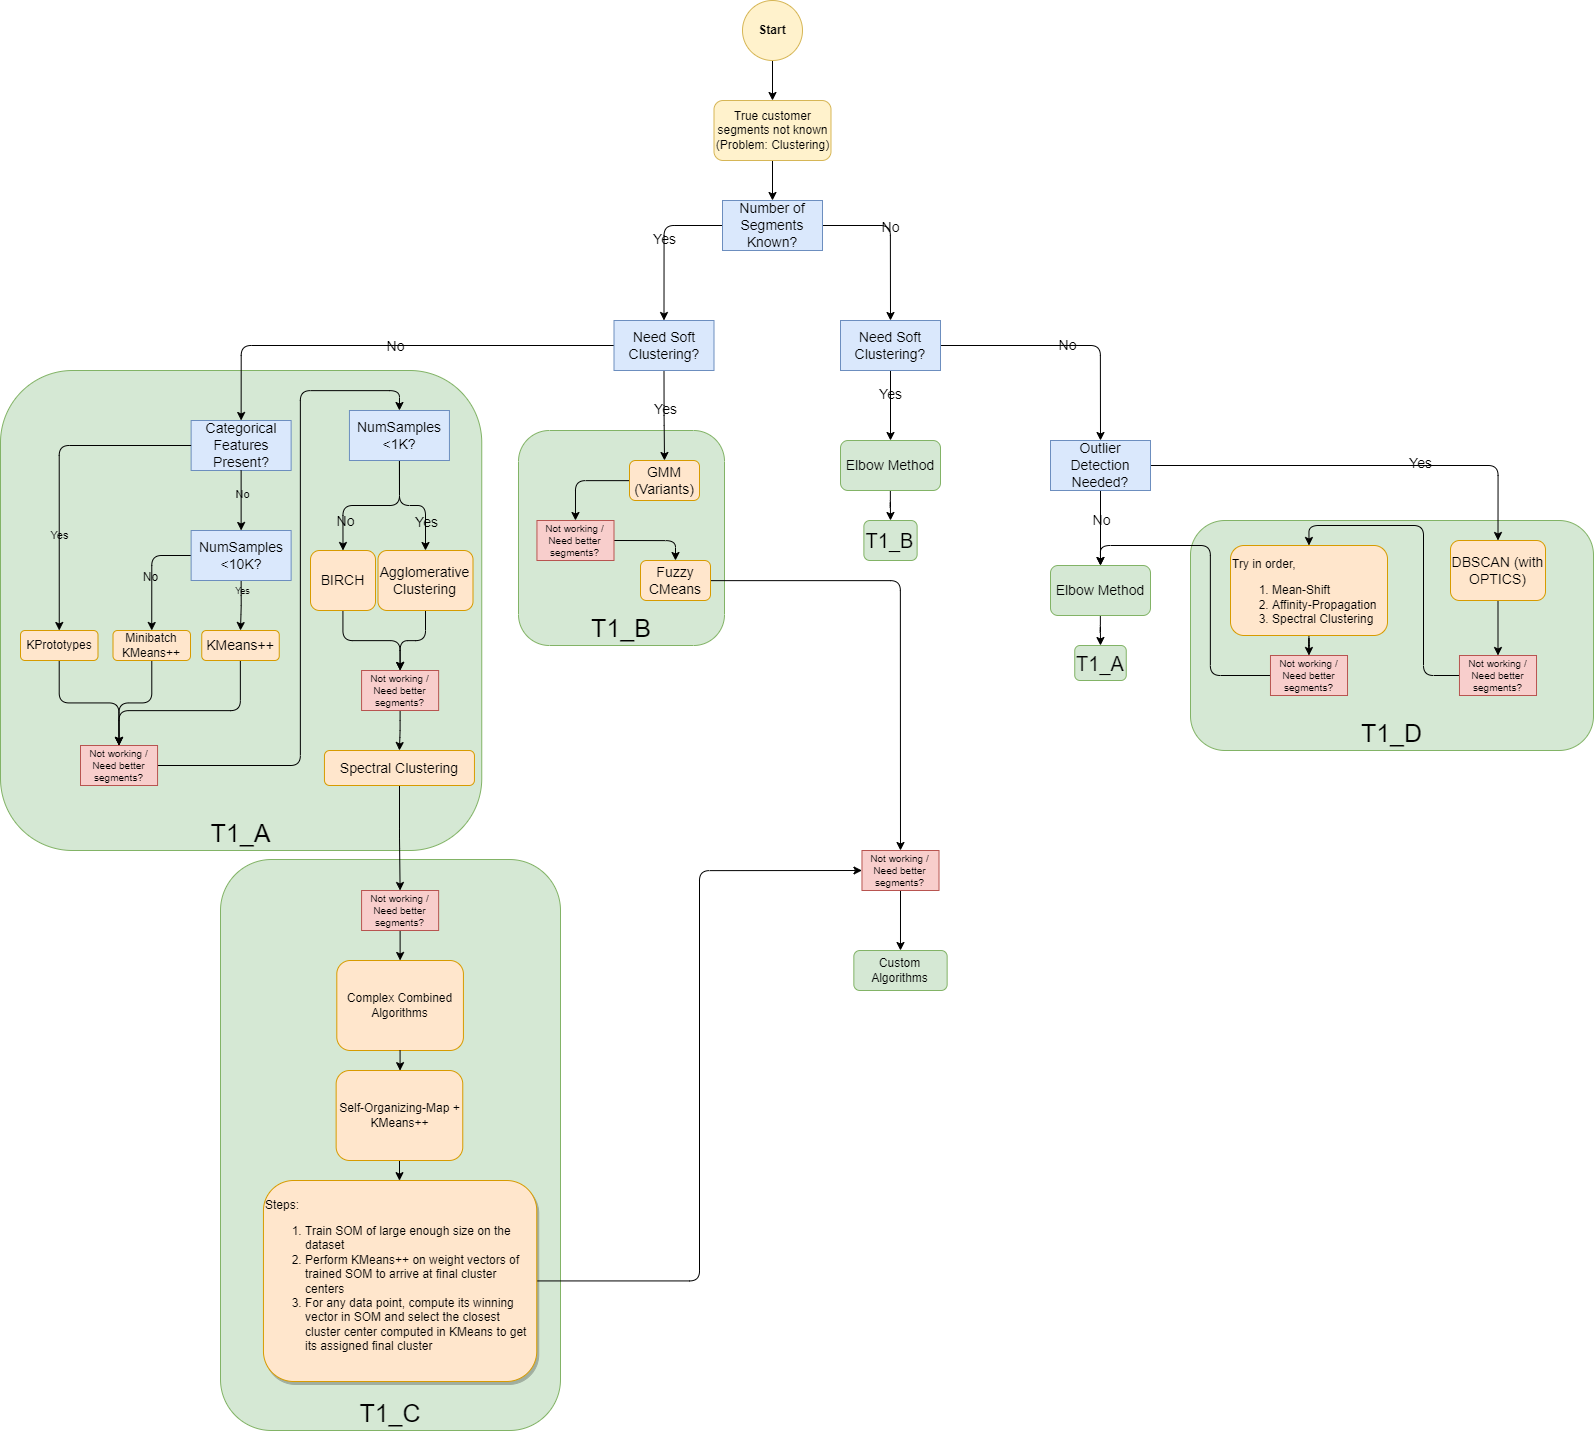 Start
True customer
segments not known
(Problem: Clustering)
Number of
Segments
Known?
Yes
No
Need Soft
Clustering?
Need Soft
Clustering?
No
Yes
Yes
No
Categorical
Features
Present?
NumSamples
<1K?
No
Yes
NumSamples
<10K?
No
Yes
No
Yes
BIRCH
Agglomerative
Clustering
KPrototypes
Minibatch
KMeans++
KMeans++
Not working /
Need better
segments?
Not working /
Need better
segments?
Spectral Clustering
T1_A
GMM
(Variants)
Not working /
Need better
segments?
Fuzzy
CMeans
T1_B
Elbow Method
T1_B
Outlier
Detection
Needed?
Yes
No
Elbow Method
T1_A
Try in order,
1. Mean-Shift
2. Affinity-Propagation
3. Spectral Clustering
DBSCAN (with
OPTICS)
Not working /
Need better
segments?
Not working /
Need better
segments?
T1_D
Not working /
Need better
segments?
Custom
Algorithms
Not working /
Need better
segments?
Complex Combined
Algorithms
Self-Organizing-Map +
KMeans++
Steps:
1. Train SOM of large enough size on the
dataset
2. Perform KMeans++ on weight vectors of
trained SOM to arrive at final cluster
centers
3. For any data point, compute its winning
vector in SOM and select the closest
cluster center computed in KMeans to get
its assigned final cluster
T1_C